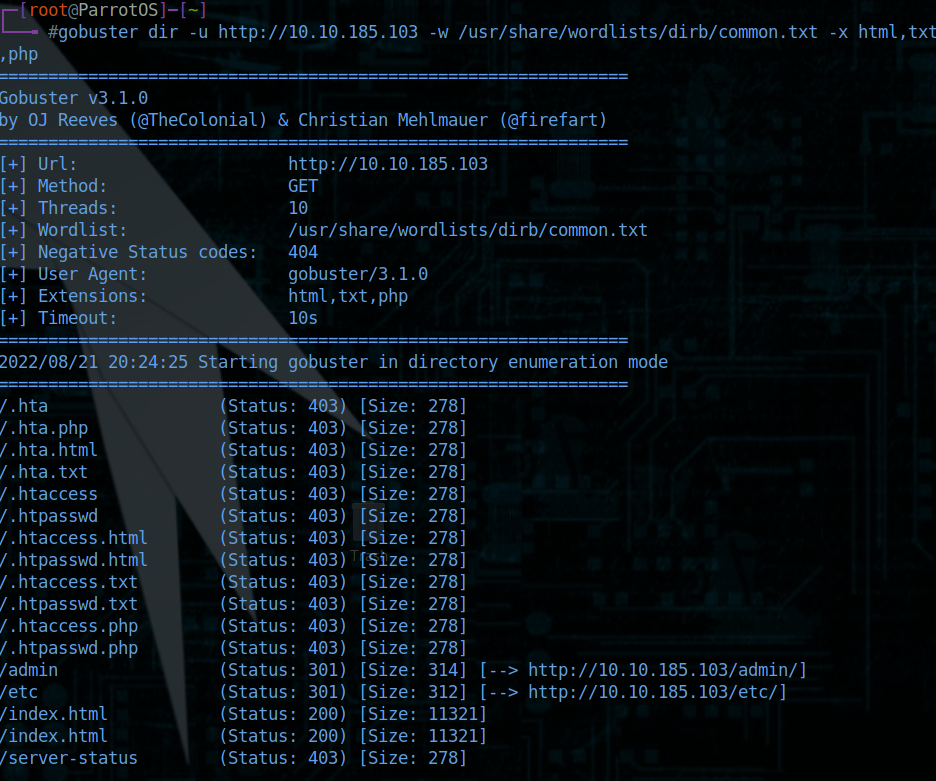 ┌─[root@ParrotOS]─[~]
└──╼ #gobuster dir -u http://10.10.185.103 -w /usr/share/wordlists/dirb/common.txt -x html,txt
,php
===============================================================
Gobuster v3.1.0
by OJ Reeves (@TheColonial) & Christian Mehlmauer (@firefart)
===============================================================
[+] Url:                     http://10.10.185.103
[+] Method:                  GET
[+] Threads:                 10
[+] Wordlist:                /usr/share/wordlists/dirb/common.txt
[+] Negative Status codes:   404
[+] User Agent:              gobuster/3.1.0
[+] Extensions:              html,txt,php
[+] Timeout:                 10s
===============================================================
2022/08/21 20:24:25 Starting gobuster in directory enumeration mode
===============================================================
/.hta                 (Status: 403) [Size: 278]
/.hta.php             (Status: 403) [Size: 278]
/.hta.html            (Status: 403) [Size: 278]
/.hta.txt             (Status: 403) [Size: 278]
/.htaccess            (Status: 403) [Size: 278]
/.htpasswd            (Status: 403) [Size: 278]
/.htaccess.html       (Status: 403) [Size: 278]
/.htpasswd.html       (Status: 403) [Size: 278]
Trash
/.htaccess.txt        (Status: 403) [Size: 278]
/.htpasswd.txt        (Status: 403) [Size: 278]
/.htaccess.php        (Status: 403) [Size: 278]
/.htpasswd.php        (Status: 403) [Size: 278]
/admin                (Status: 301) [Size: 314] [--> http://10.10.185.103/admin/]
/etc                  (Status: 301) [Size: 312] [--> http://10.10.185.103/etc/]
/index.html           (Status: 200) [Size: 11321]
/index.html           (Status: 200) [Size: 11321]
/server-status        (Status: 403) [Size: 278]